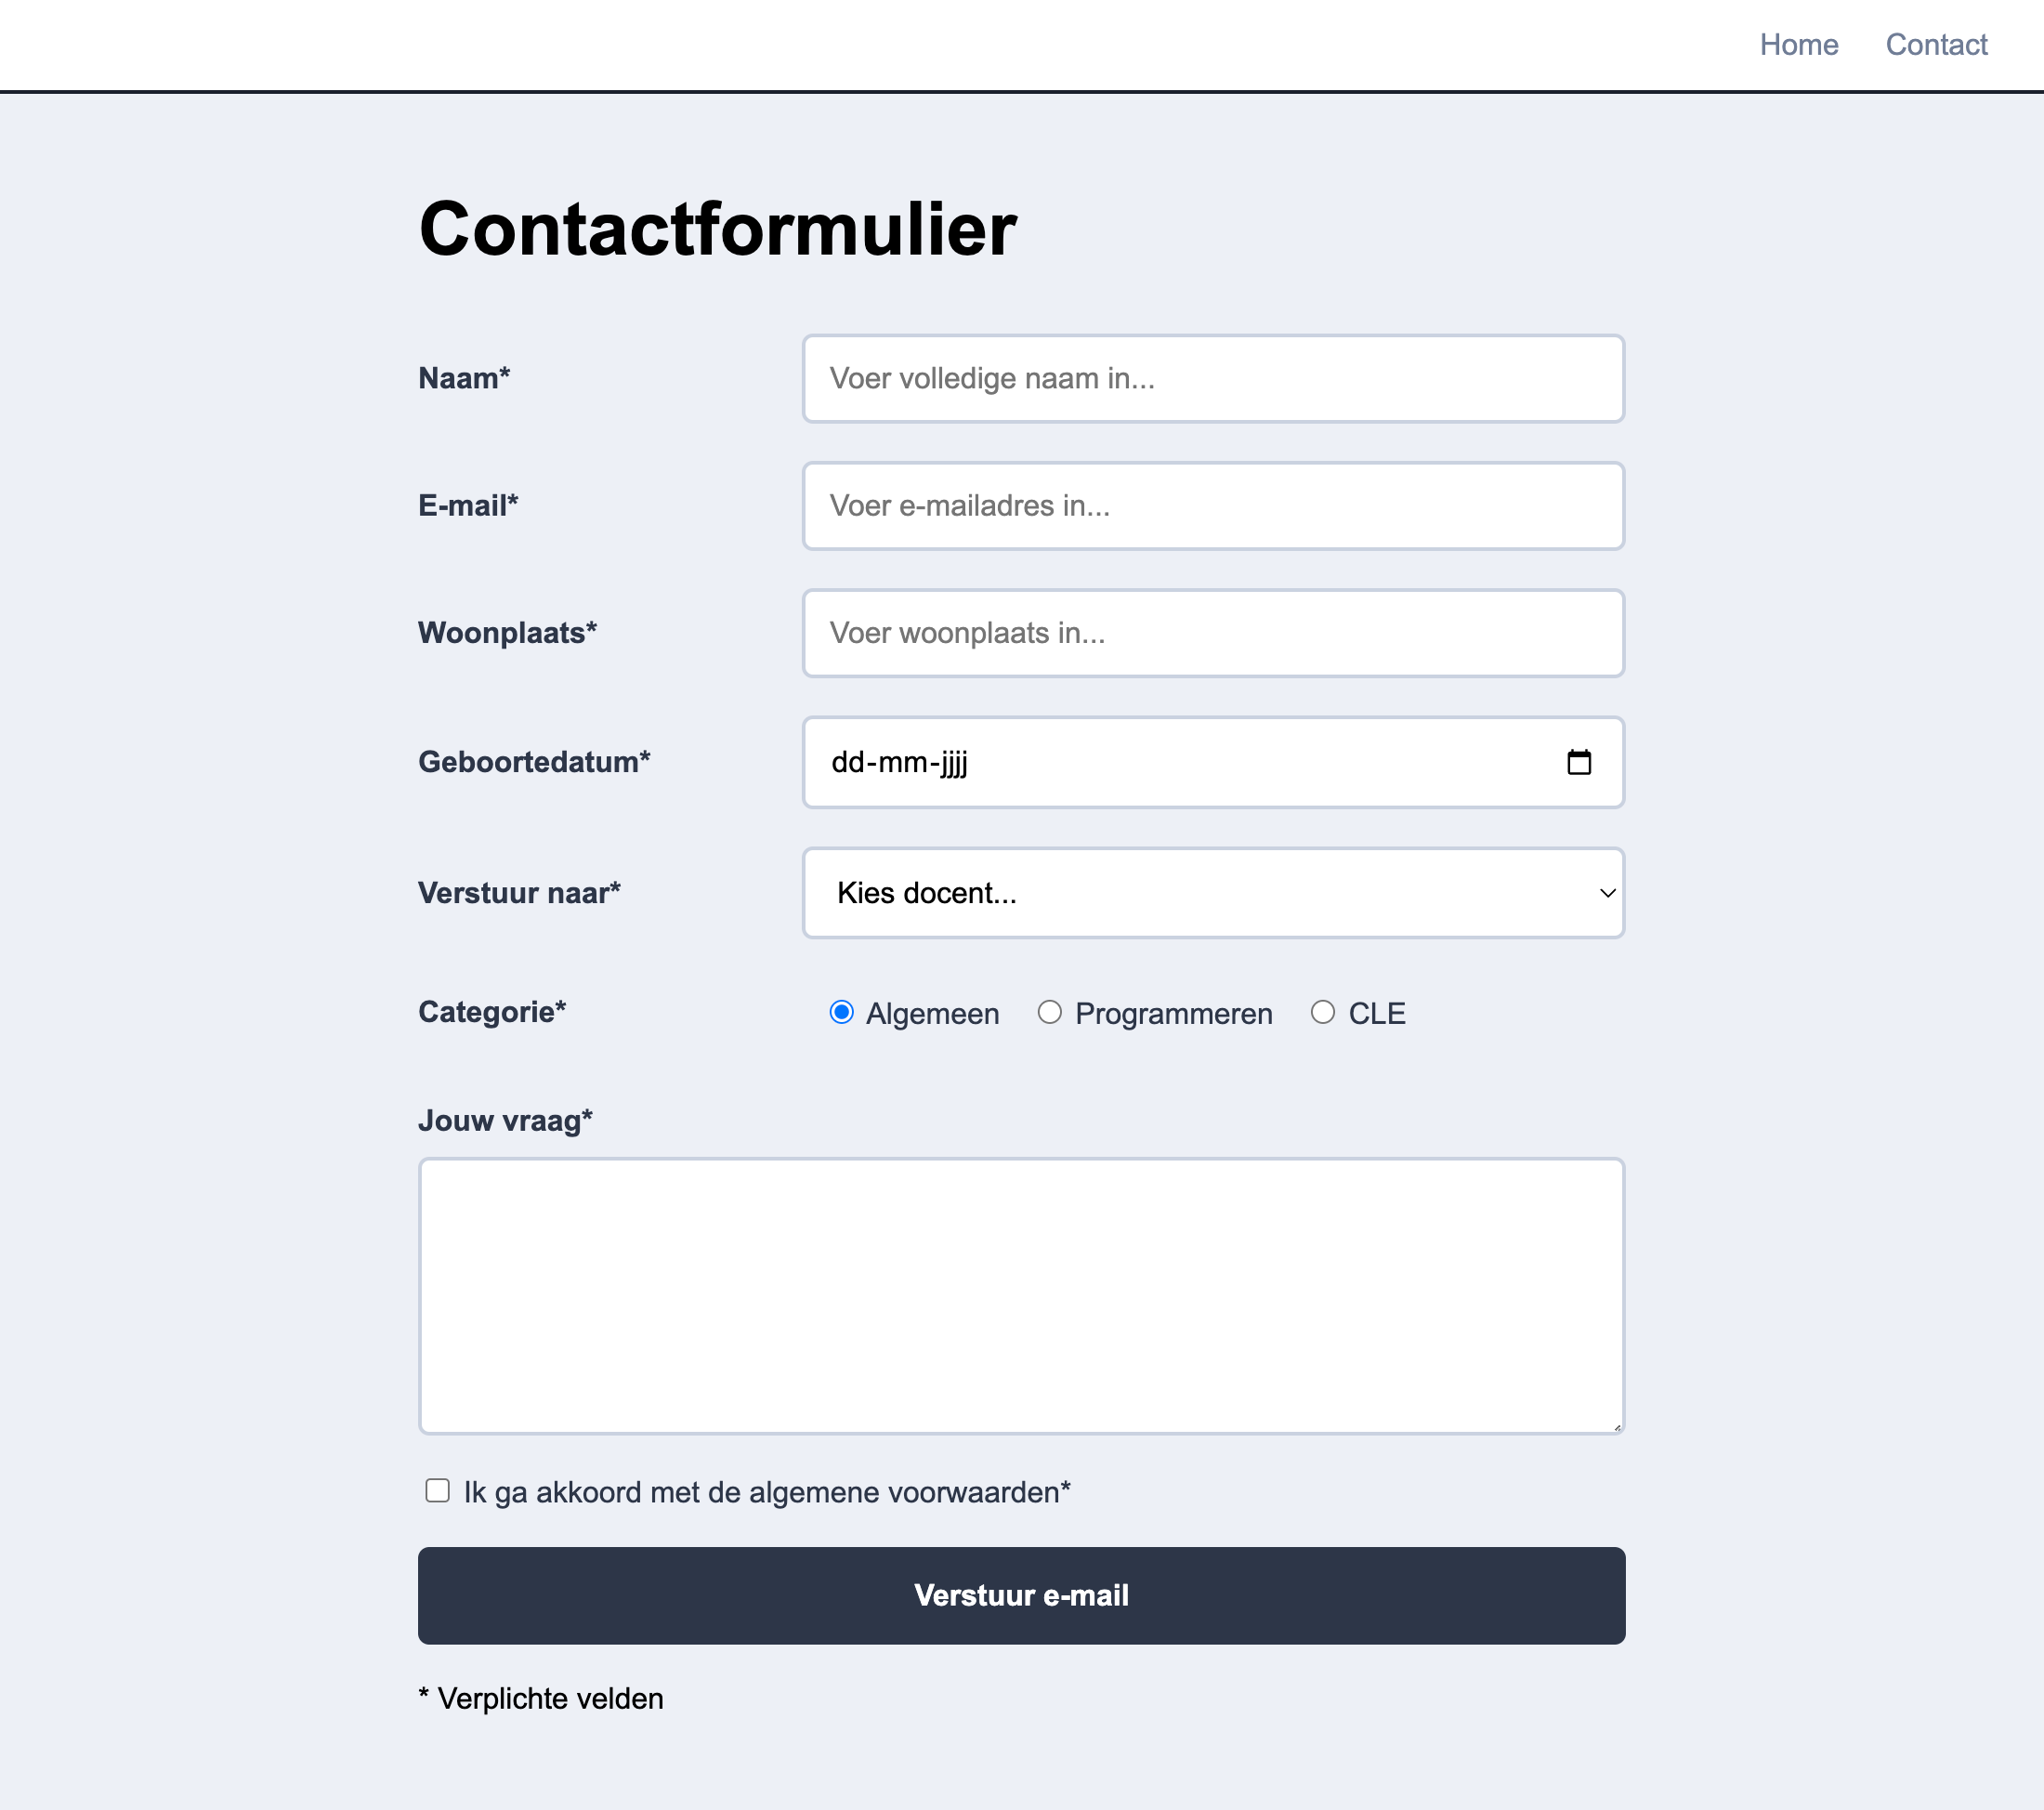 Home Contact
Contactformulier
Naam* Voer volledige naam in...
E-mail* Voer e-mailadres in...
Woonplaats* Voer woonplaats in...
Geboortedatum* dd-mm-jjjj
Verstuur naar* Kies docent...
Categorie* Algemeen Programmeren CLE
Jouw vraag*
Ik ga akkoord met de algemene voorwaarden*
Verstuur e-mail
* Verplichte velden